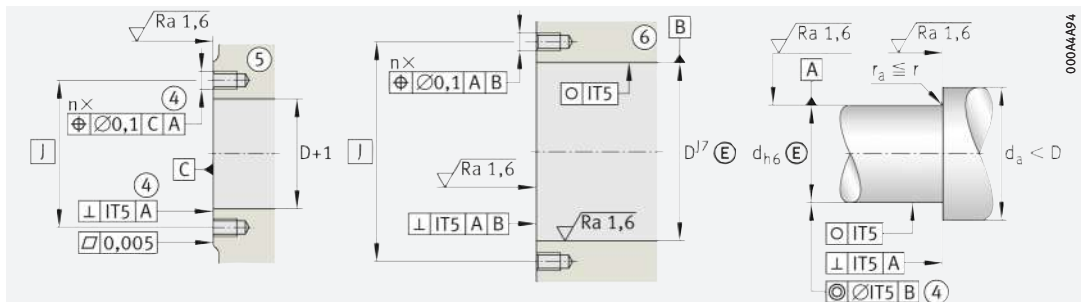 Ra 1,6
5
n×
4
⌖ Ø0,1 C A
J
D+1
C
4
⊥ IT5 A
⏥ 0,005
B
6
n×
⌖ Ø0,1 A B
○ IT5
J
D J7 E
Ra 1,6
⊥ IT5 A B
Ra 1,6
Ra 1,6
Ra 1,6
A
ra ≦ r
dh6 E
da < D
○ IT5
⊥ IT5 A
◎ ØIT5 B 4
000A4A94